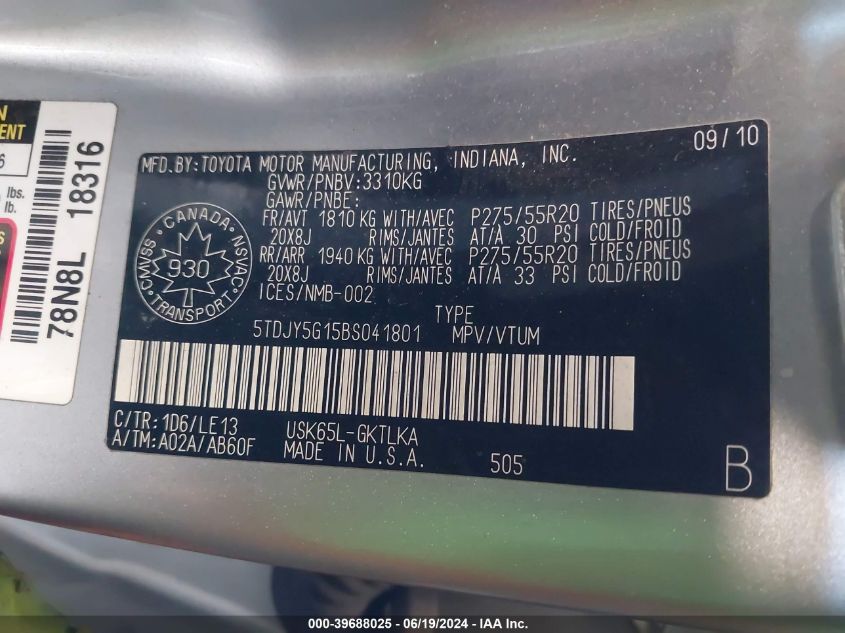 N
ENT
6
lbs.
lb.
S
78N8L 18316
09/10
MFD.BY:TOYOTA MOTOR MANUFACTURING, INDIANA, INC.
GVWR/PNBV:3310KG
GAWR/PNBE:
FR/AVT 1810 KG WITH/AVEC P275/55R20 TIRES/PNEUS
20X8J RIMS/JANTES AT/A 30 PSI COLD/FROID
RR/ARR 1940 KG WITH/AVEC P275/55R20 TIRES/PNEUS
20X8J RIMS/JANTES AT/A 33 PSI COLD/FROID
ICES/NMB-002
CANADA
CMVSS NSVAC
930
TRANSPORT
TYPE
5TDJY5G15BS041801 MPV/VTUM
C/TR:1D6/LE13 USK65L-GKTLKA
A/TM:A02A/AB60F MADE IN U.S.A. 505
B
000-39688025 - 06/19/2024 - IAA Inc.